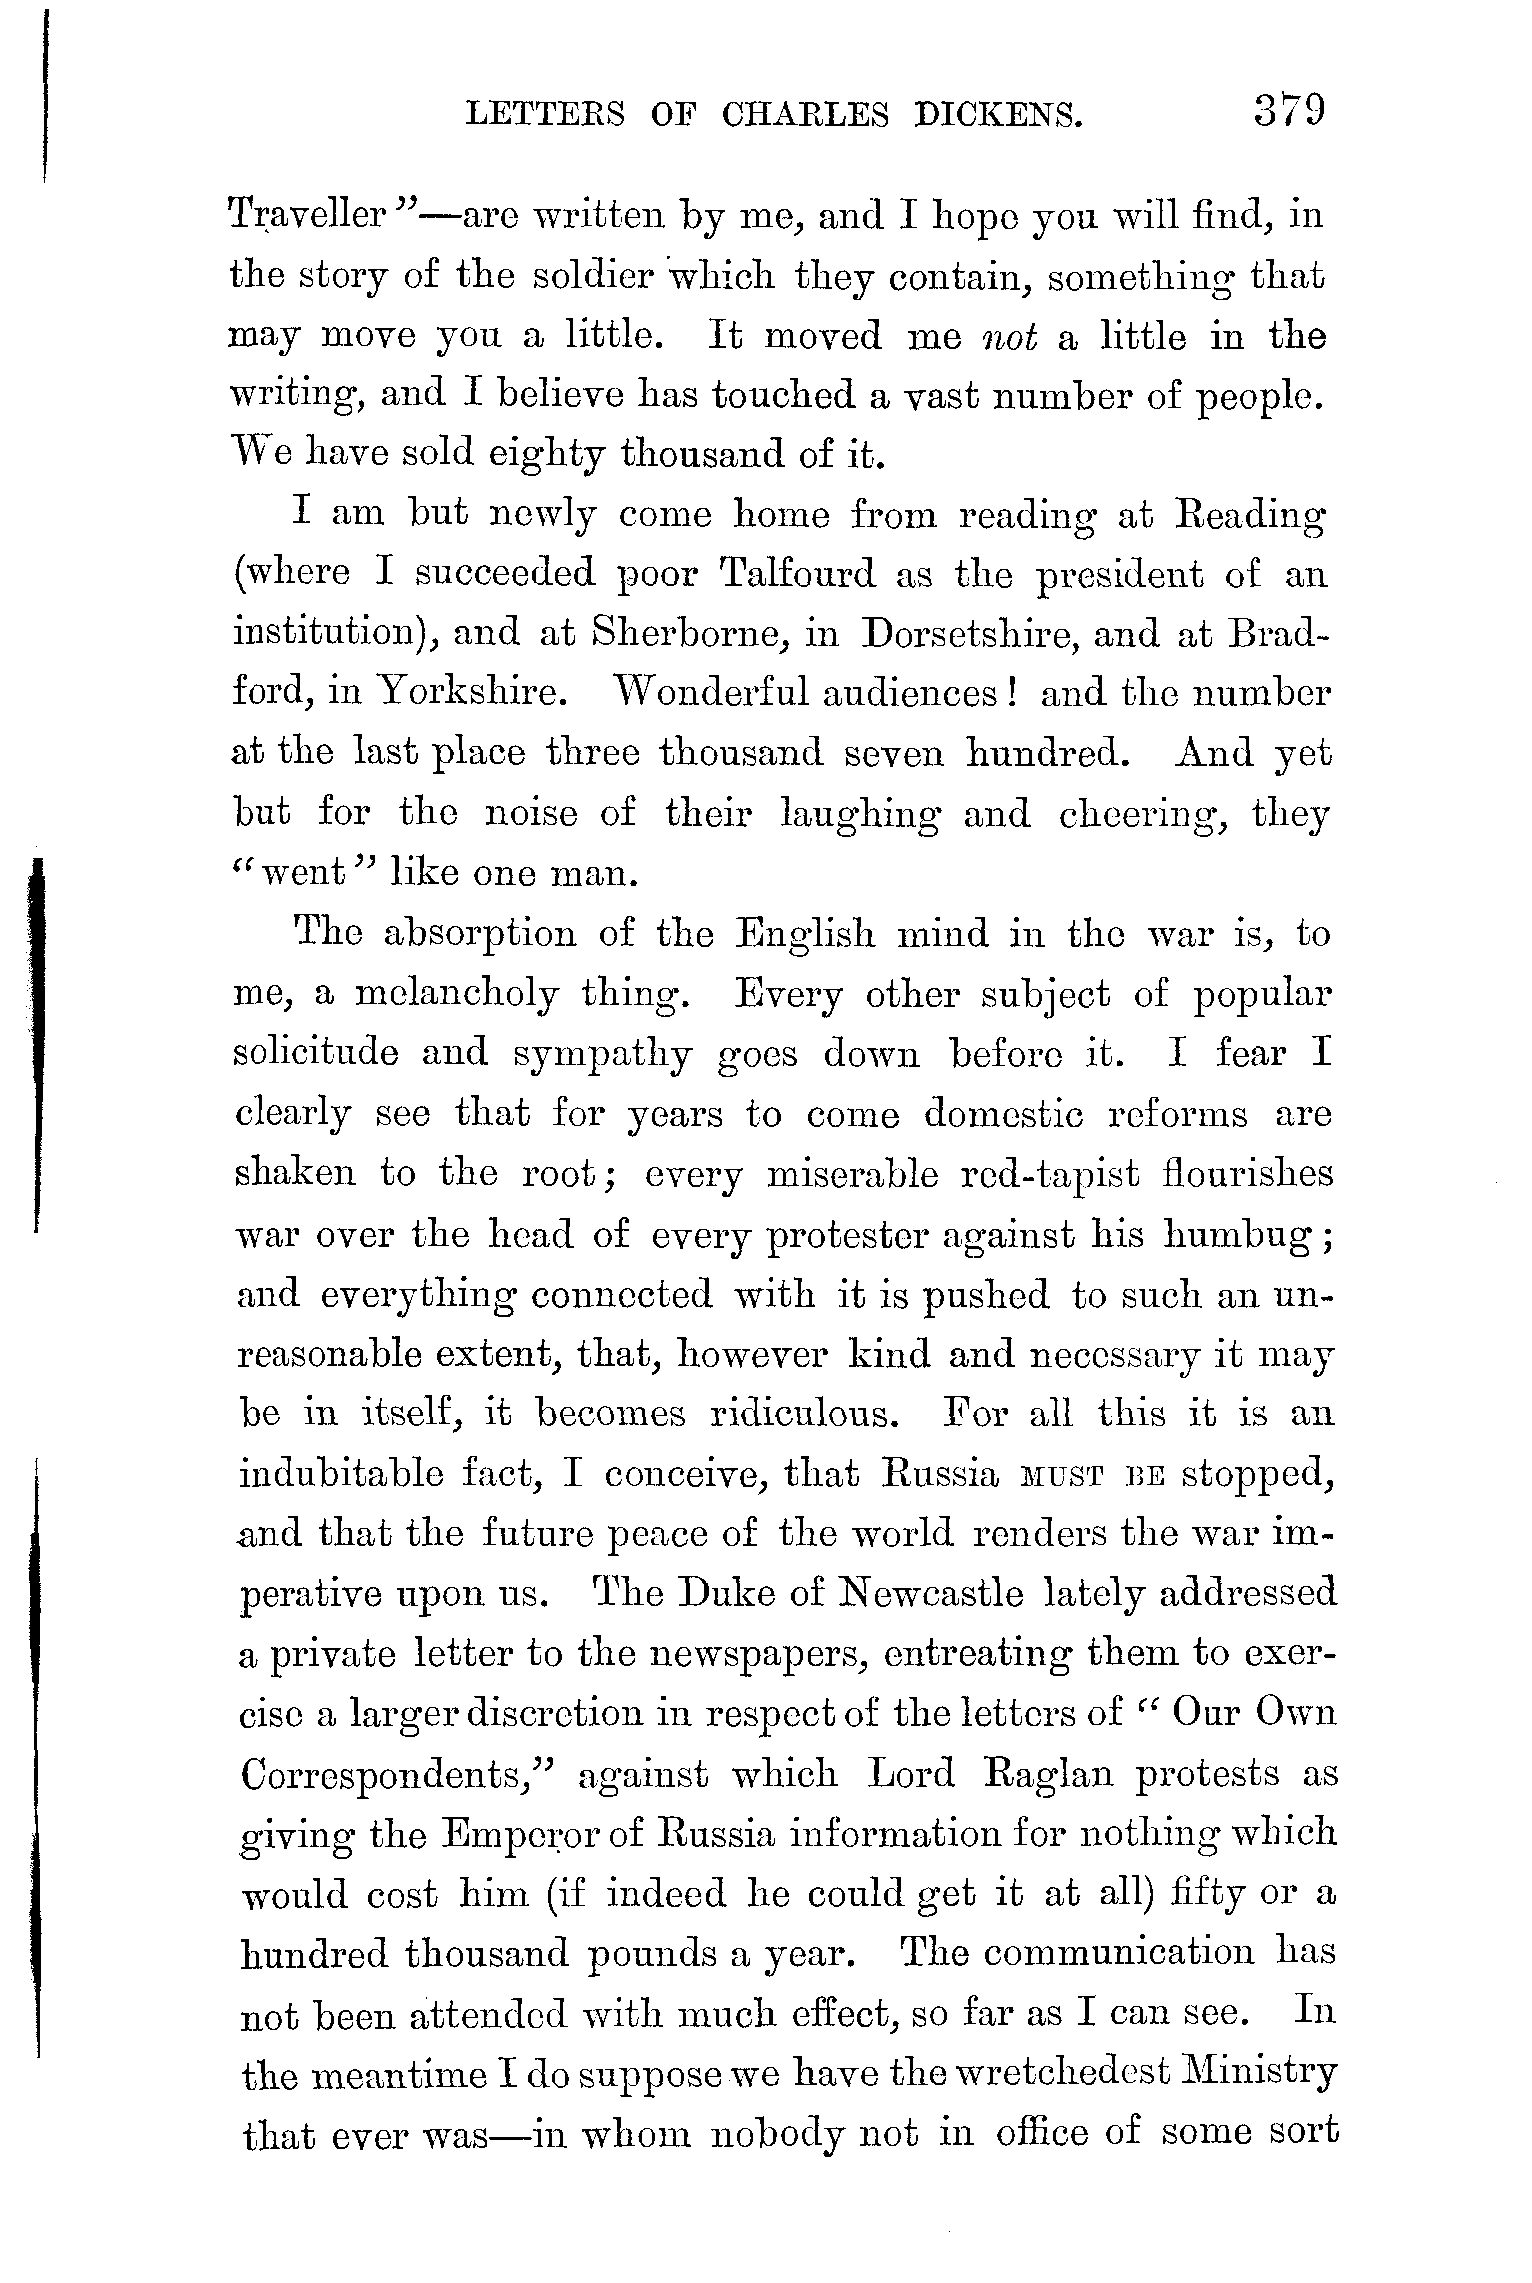 LETTERS OF CHARLES DICKENS. 379
Traveller"—are written by me, and I hope you will find, in
the story of the soldier which they contain, something that
may move you a little. It moved me not a little in the
writing, and I believe has touched a vast number of people.
We have sold eighty thousand of it.
I am but newly come home from reading at Reading
(where I succeeded poor Talfourd as the president of an
institution), and at Sherborne, in Dorsetshire, and at Brad-
ford, in Yorkshire. Wonderful audiences! and the number
at the last place three thousand seven hundred. And yet
but for the noise of their laughing and cheering, they
"went" like one man.
The absorption of the English mind in the war is, to
me, a melancholy thing. Every other subject of popular
solicitude and sympathy goes down before it. I fear I
clearly see that for years to come domestic reforms are
shaken to the root; every miserable red-tapist flourishes
war over the head of every protester against his humbug;
and everything connected with it is pushed to such an un-
reasonable extent, that, however kind and necessary it may
be in itself, it becomes ridiculous. For all this it is an
indubitable fact, I conceive, that Russia MUST BE stopped,
and that the future peace of the world renders the war im-
perative upon us. The Duke of Newcastle lately addressed
a private letter to the newspapers, entreating them to exer-
cise a larger discretion in respect of the letters of "Our Own
Correspondents," against which Lord Raglan protests as
giving the Emperor of Russia information for nothing which
would cost him (if indeed he could get it at all) fifty or a
hundred thousand pounds a year. The communication has
not been attended with much effect, so far as I can see. In
the meantime I do suppose we have the wretchedest Ministry
that ever was—in whom nobody not in office of some sort